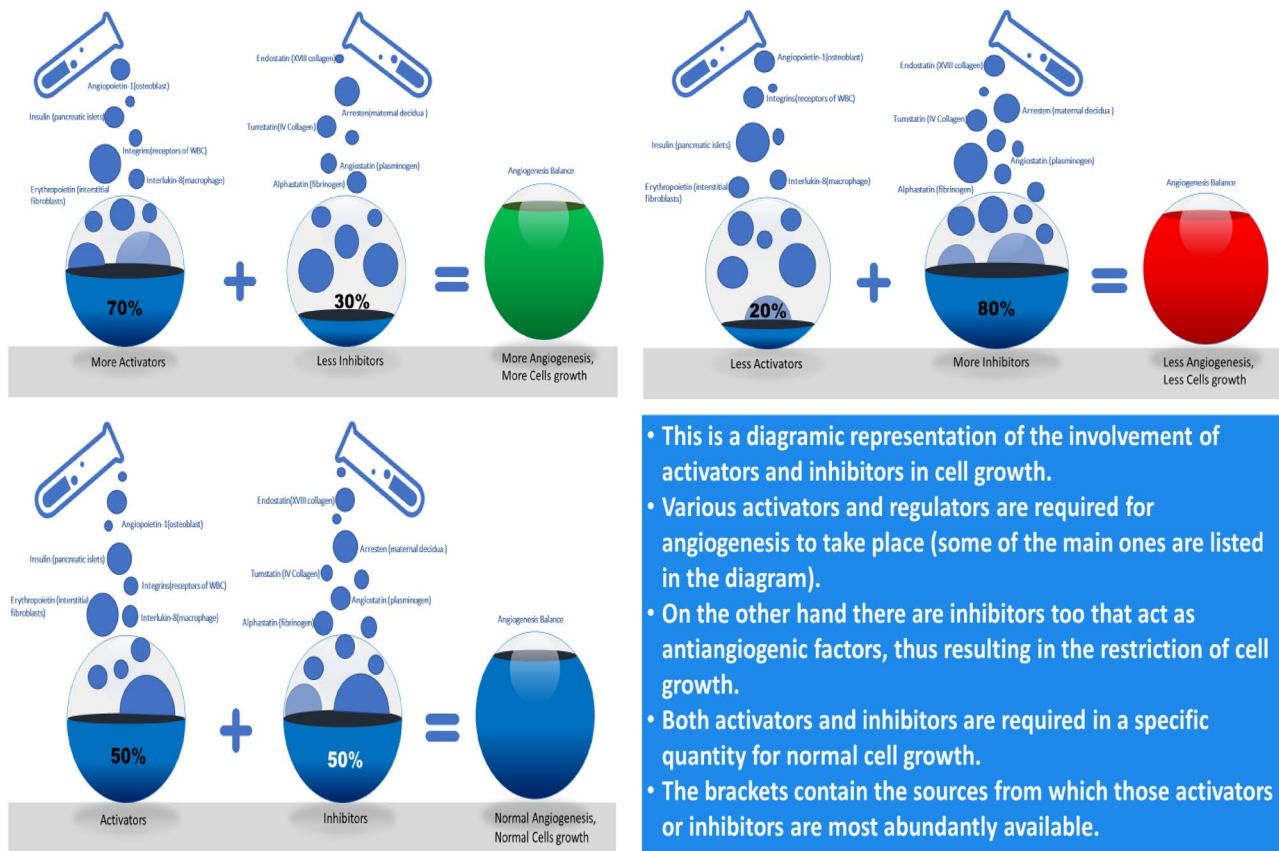 Angiopoietin-1(osteoblast)
Insulin (pancreatic islets)
Integrins(receptors of WBC)
Erythropoietin (interstitial
fibroblasts)
Interlukin-8(macrophage)
Endostatin (XVIII collagen)
Arresten(maternal decidua )
Tumstatin(IV Collagen)
Angiostatin (plasminogen)
Alphastatin (fibrinogen)
Angiogenesis Balance
70%
+
30%
=
More Activators
Less Inhibitors
More Angiogenesis,
More Cells growth
Angiopoietin-1(osteoblast)
Integrins(receptors of WBC)
Insulin (pancreatic islets)
Interlukin-8(macrophage)
Erythropoietin (interstitial
fibroblasts)
Endostatin (XVIII collagen)
Arresten(maternal decidua )
Tumstatin (IV Collagen)
Angiostatin (plasminogen)
Alphastatin (fibrinogen)
Angiogenesis Balance
20%
+
80%
=
Less Activators
More Inhibitors
Less Angiogenesis,
Less Cells growth
Angiopoietin-1(osteoblast)
Insulin (pancreatic islets)
Integrins(receptors of WBC)
Erythropoietin (interstitial
fibroblasts)
Interlukin-8(macrophage)
Endostatin(XVIII collagen)
Arresten (maternal decidua )
Tumstatin (IV Collagen)
Angiostatin (plasminogen)
Alphastatin (fibrinogen)
Angiogenesis Balance
50%
+
50%
=
Activators
Inhibitors
Normal Angiogenesis,
Normal Cells growth
• This is a diagramic representation of the involvement of
activators and inhibitors in cell growth.
• Various activators and regulators are required for
angiogenesis to take place (some of the main ones are listed
in the diagram).
• On the other hand there are inhibitors too that act as
antiangiogenic factors, thus resulting in the restriction of cell
growth.
• Both activators and inhibitors are required in a specific
quantity for normal cell growth.
• The brackets contain the sources from which those activators
or inhibitors are most abundantly available.